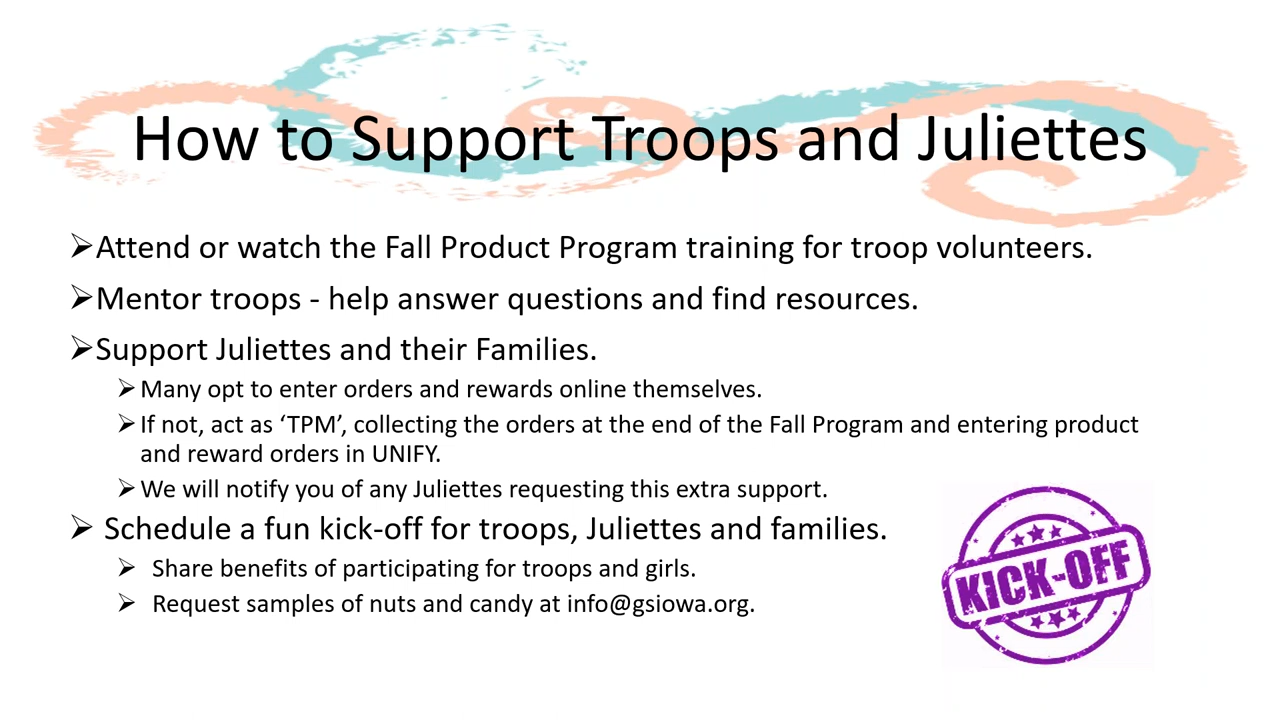 How to Support Troops and Juliettes
➢Attend or watch the Fall Product Program training for troop volunteers.
➢Mentor troops - help answer questions and find resources.
➢Support Juliettes and their Families.
➢Many opt to enter orders and rewards online themselves.
➢If not, act as ‘TPM’, collecting the orders at the end of the Fall Program and entering product
and reward orders in UNIFY.
➢We will notify you of any Juliettes requesting this extra support.
➢ Schedule a fun kick-off for troops, Juliettes and families.
➢ Share benefits of participating for troops and girls.
➢ Request samples of nuts and candy at info@gsiowa.org.
KICK-OFF